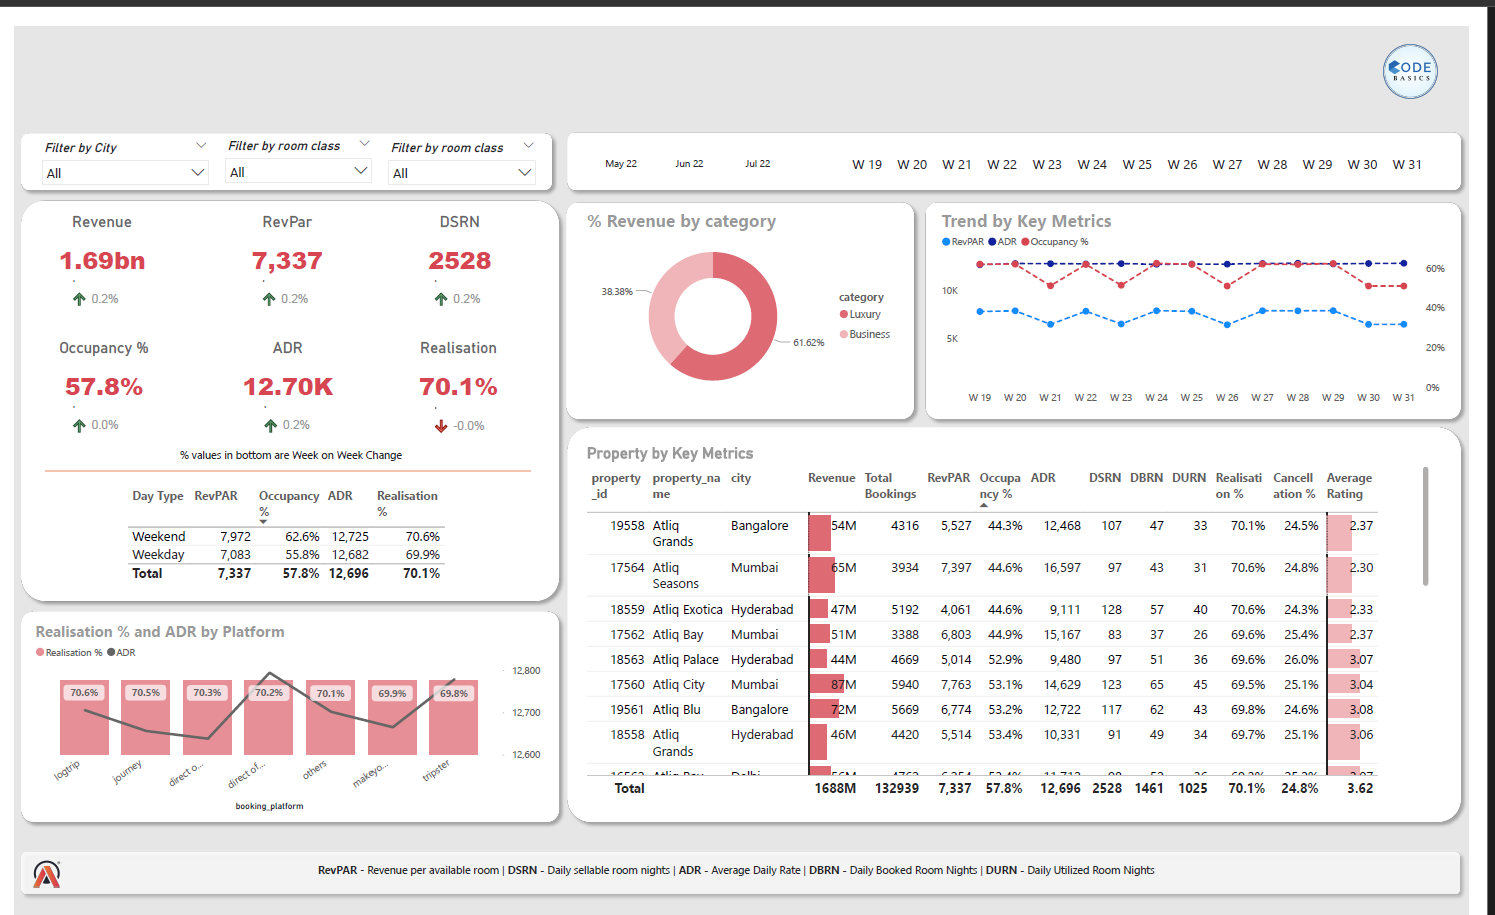 CODE
BASICS
Filter by City
Filter by room class
Filter by room class
All
All
All
May 22 Jun 22 Jul 22
W 19 W 20 W 21 W 22 W 23 W 24 W 25 W 26 W 27 W 28 W 29 W 30 W 31
Revenue RevPar DSRN
1.69bn 7,337 2528
0.2% 0.2% 0.2%
Occupancy % ADR Realisation
57.8% 12.70K 70.1%
0.0% 0.2% -0.0%
% values in bottom are Week on Week Change
Day Type RevPAR Occupancy % ADR Realisation %
Weekend 7,972 62.6% 12,725 70.6%
Weekday 7,083 55.8% 12,682 69.9%
Total 7,337 57.8% 12,696 70.1%
% Revenue by category
38.38%
61.62%
category
Luxury
Business
Trend by Key Metrics
RevPAR ADR Occupancy %
10K
5K
60%
40%
20%
0%
W 19 W 20 W 21 W 22 W 23 W 24 W 25 W 26 W 27 W 28 W 29 W 30 W 31
Realisation % and ADR by Platform
Realisation % ADR
70.6% 70.5% 70.3% 70.2% 70.1% 69.9% 69.8%
12,800
12,700
12,600
logtrip journey direct o... direct of... others makeyo... tripster
booking_platform
Property by Key Metrics
property_id property_name city Revenue Total Bookings RevPAR Occupancy % ADR DSRN DBRN DURN Realisation % Cancellation % Average Rating
19558 Atliq Grands Bangalore 54M 4316 5,527 44.3% 12,468 107 47 33 70.1% 24.5% 2.37
17564 Atliq Seasons Mumbai 65M 3934 7,397 44.6% 16,597 97 43 31 70.6% 24.8% 2.30
18559 Atliq Exotica Hyderabad 47M 5192 4,061 44.6% 9,111 128 57 40 70.6% 24.3% 2.33
17562 Atliq Bay Mumbai 51M 3388 6,803 44.9% 15,167 83 37 26 69.6% 25.4% 2.37
18563 Atliq Palace Hyderabad 44M 4669 5,014 52.9% 9,480 97 51 36 69.6% 26.0% 3.07
17560 Atliq City Mumbai 87M 5940 7,763 53.1% 14,629 123 65 45 69.5% 25.1% 3.04
19561 Atliq Blu Bangalore 72M 5669 6,774 53.2% 12,722 117 62 43 69.8% 24.6% 3.08
18558 Atliq Grands Hyderabad 46M 4420 5,514 53.4% 10,331 91 49 34 69.7% 25.1% 3.06
Total 1688M 132939 7,337 57.8% 12,696 2528 1461 1025 70.1% 24.8% 3.62
RevPAR - Revenue per available room | DSRN - Daily sellable room nights | ADR - Average Daily Rate | DBRN - Daily Booked Room Nights | DURN - Daily Utilized Room Nights